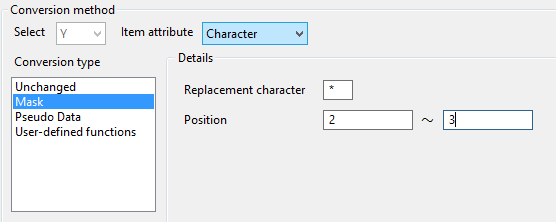 Conversion method
Select Y Item attribute Character
Conversion type
Unchanged
Mask
Pseudo Data
User-defined functions
Details
Replacement character *
Position 2 ～ 3